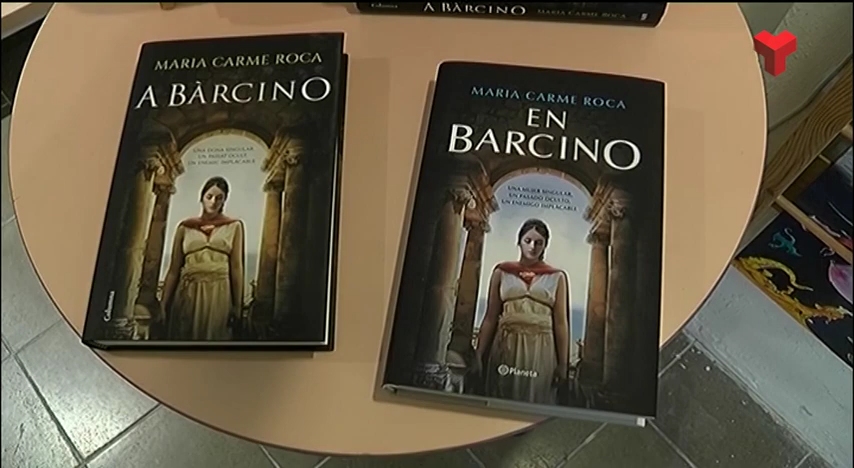 Columna
A BÀRCINO
MARIA CARME ROCA
MARIA CARME ROCA
A BÀRCINO
UNA DONA SINGULAR
UN PASSAT OCULT
UN ENEMIC IMPLACABLE
Columna
MARIA CARME ROCA
EN
BARCINO
UNA MUJER SINGULAR,
UN PASADO OCULTO,
UN ENEMIGO IMPLACABLE
Planeta